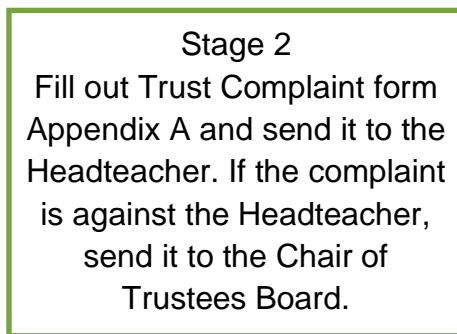 Stage 2
Fill out Trust Complaint form
Appendix A and send it to the
Headteacher. If the complaint
is against the Headteacher,
send it to the Chair of
Trustees Board.